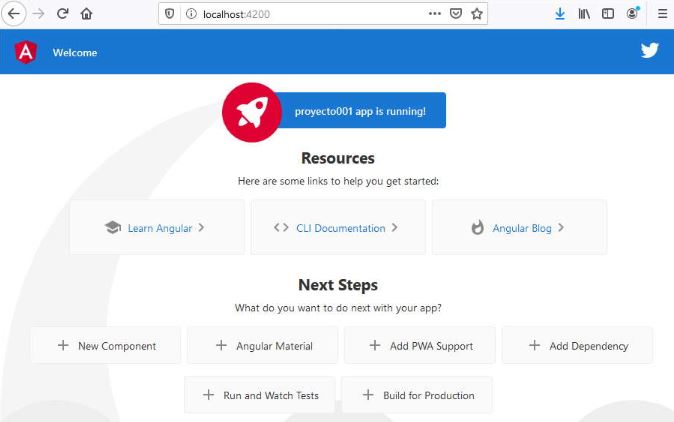 localhost:4200
A
Welcome
proyecto001 app is running!
Resources
Here are some links to help you get started:
Learn Angular
CLI Documentation
Angular Blog
Next Steps
What do you want to do next with your app?
New Component
Angular Material
Add PWA Support
Add Dependency
Run and Watch Tests
Build for Production